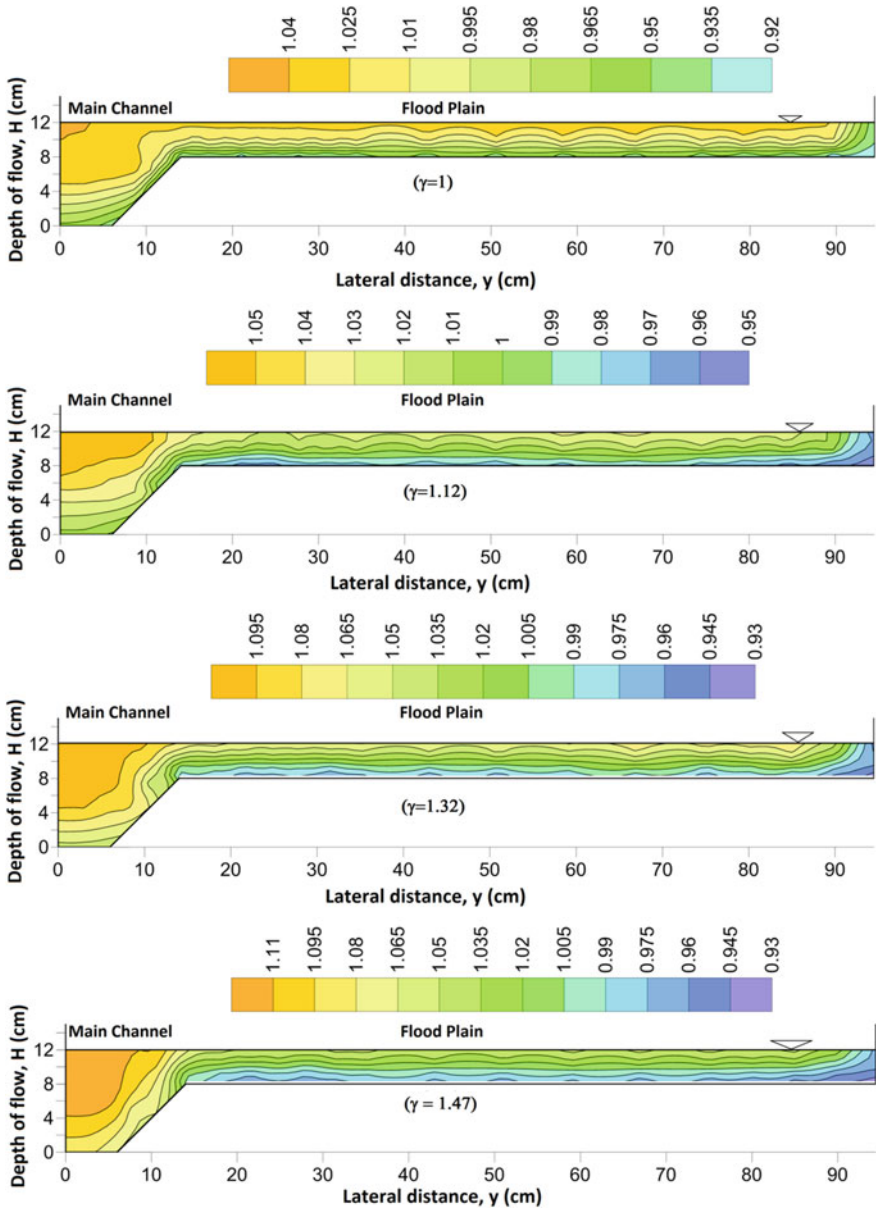 1.04 1.025 1.01 0.995 0.98 0.965 0.95 0.935 0.92
Main Channel Flood Plain
Depth of flow, H (cm)
12
8
4
0
(γ=1)
0 10 20 30 40 50 60 70 80 90
Lateral distance, y (cm)
1.05 1.04 1.03 1.02 1.01 1 0.99 0.98 0.97 0.96 0.95
Main Channel Flood Plain
Depth of flow, H (cm)
12
8
4
0
(γ=1.12)
0 10 20 30 40 50 60 70 80 90
Lateral distance, y (cm)
1.095 1.08 1.065 1.05 1.035 1.02 1.005 0.99 0.975 0.96 0.945 0.93
Main Channel Flood Plain
Depth of flow, H (cm)
12
8
4
0
(γ=1.32)
0 10 20 30 40 50 60 70 80 90
Lateral distance, y (cm)
1.11 1.095 1.08 1.065 1.05 1.035 1.02 1.005 0.99 0.975 0.96 0.945 0.93
Main Channel Flood Plain
Depth of flow, H (cm)
12
8
4
0
(γ = 1.47)
0 10 20 30 40 50 60 70 80 90
Lateral distance, y (cm)